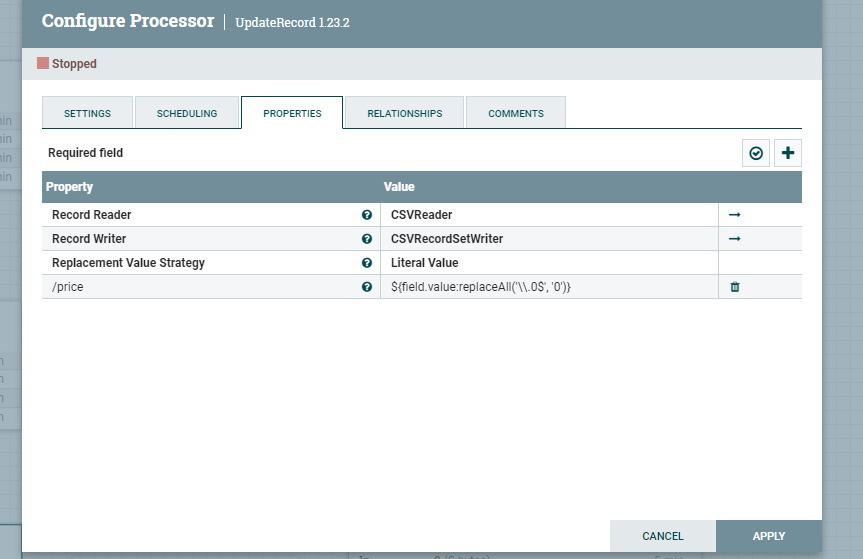 Configure Processor | UpdateRecord 1.23.2
Stopped
SETTINGS SCHEDULING PROPERTIES RELATIONSHIPS COMMENTS
Required field
Property Value
Record Reader CSVReader
Record Writer CSVRecordSetWriter
Replacement Value Strategy Literal Value
/price ${field.value:replaceAll('\\.0$', '0')}
CANCEL APPLY